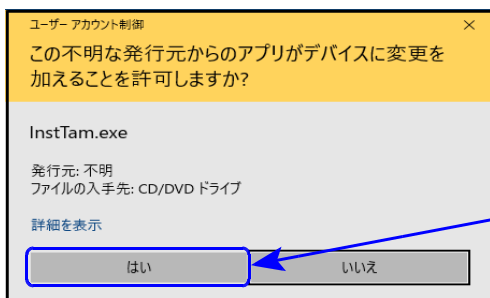 ユーザー アカウント制御
この不明な発行元からのアプリがデバイスに変更を
加えることを許可しますか?
InstTam.exe
発行元: 不明
ファイルの入手先: CD/DVD ドライブ
詳細を表示
はい
いいえ